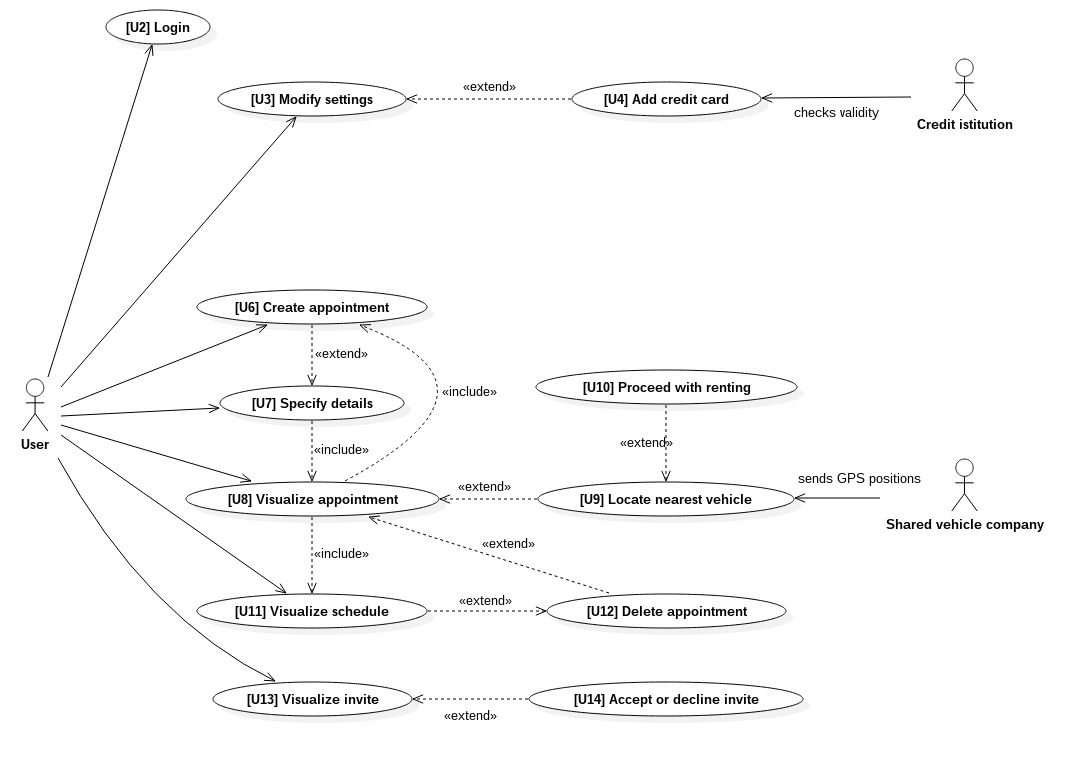 [U2] Login
[U3] Modify settings
«extend»
[U4] Add credit card
checks validity
Credit istitution
[U6] Create appointment
«extend»
[U7] Specify details
«include»
[U10] Proceed with renting
User
«include»
«extend»
[U8] Visualize appointment
«extend»
[U9] Locate nearest vehicle
sends GPS positions
Shared vehicle company
«include»
«extend»
[U11] Visualize schedule
«extend»
[U12] Delete appointment
[U13] Visualize invite
«extend»
[U14] Accept or decline invite